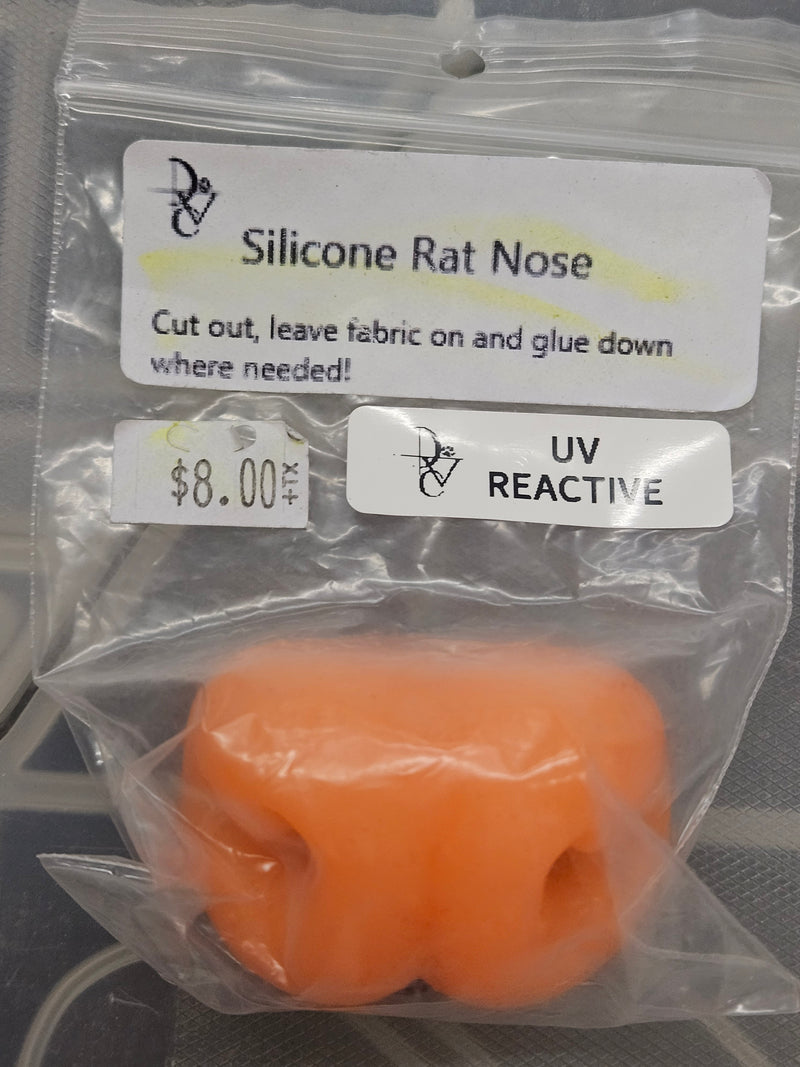 Silicone Rat Nose
Cut out, leave fabric on and glue down
where needed!
$8.00 +TX
UV
REACTIVE